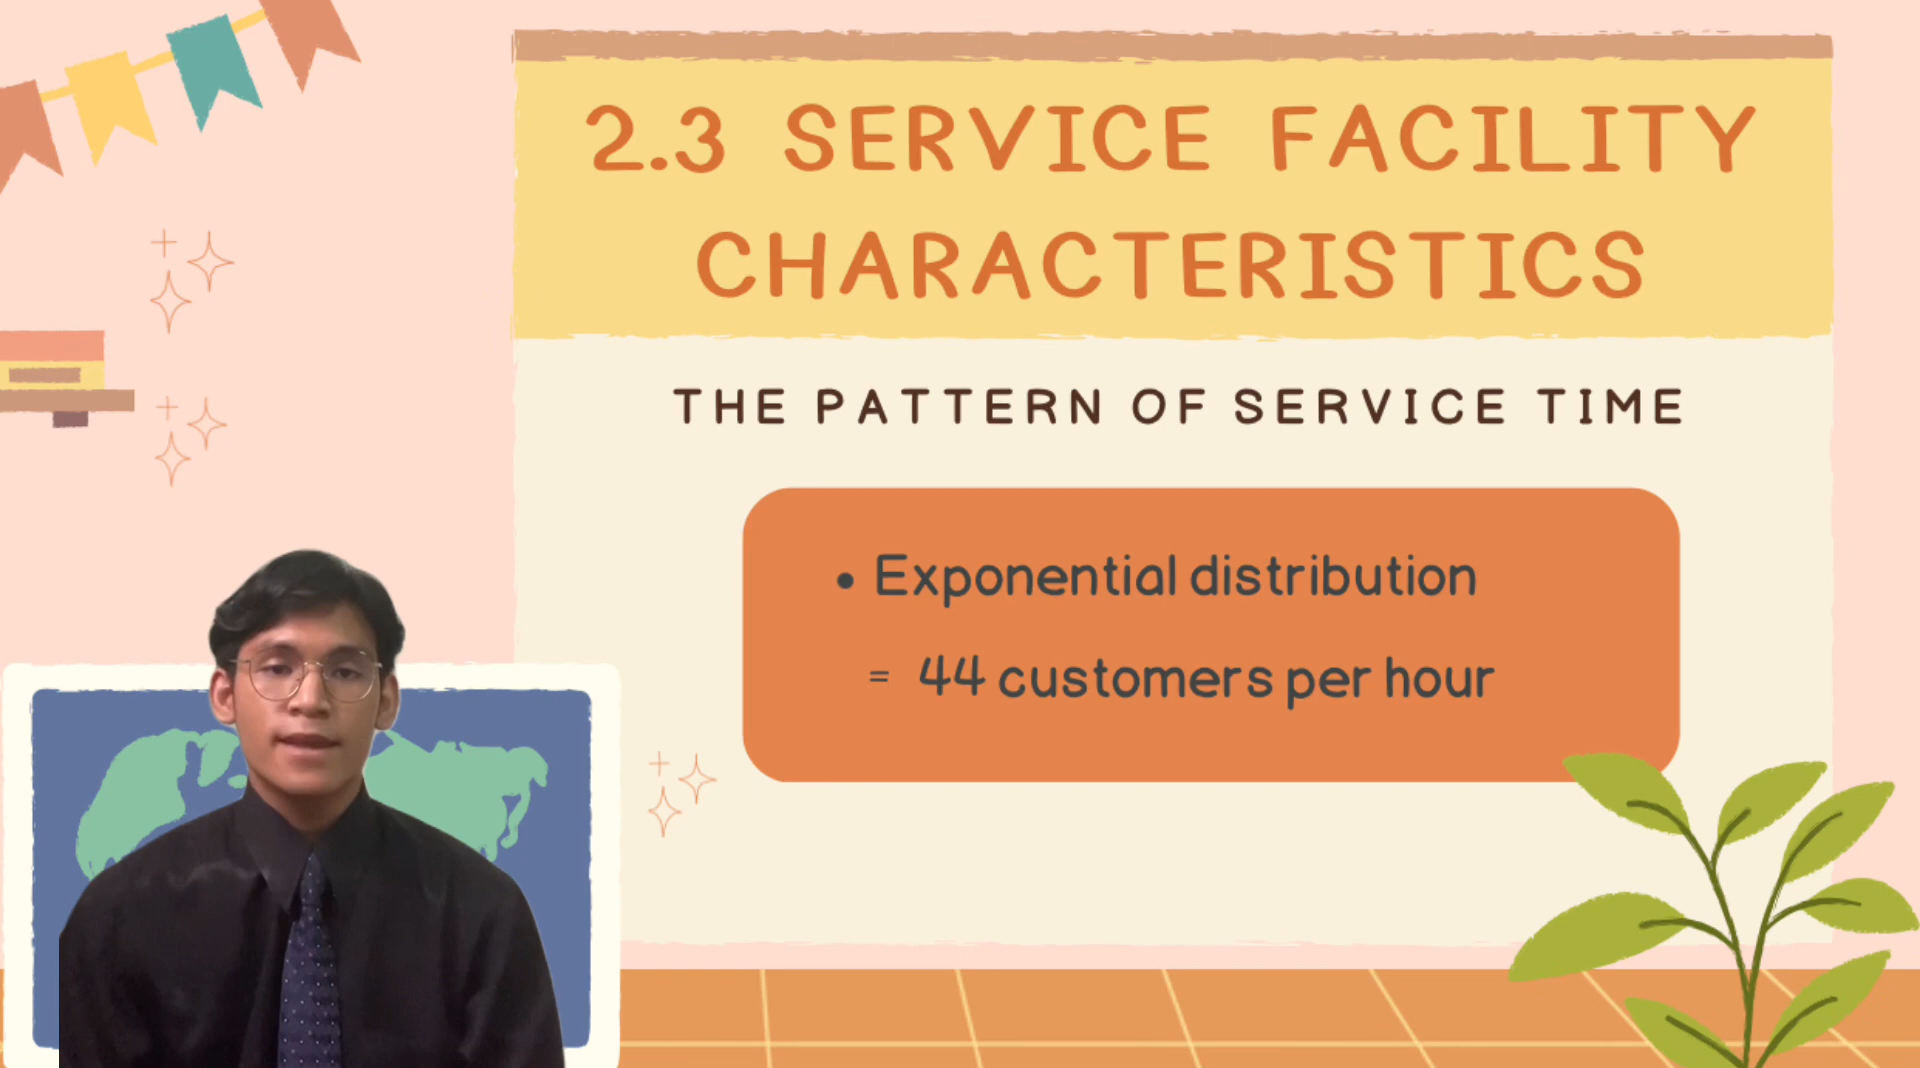 2.3 SERVICE FACILITY
CHARACTERISTICS
THE PATTERN OF SERVICE TIME
• Exponential distribution
= 44 customers per hour